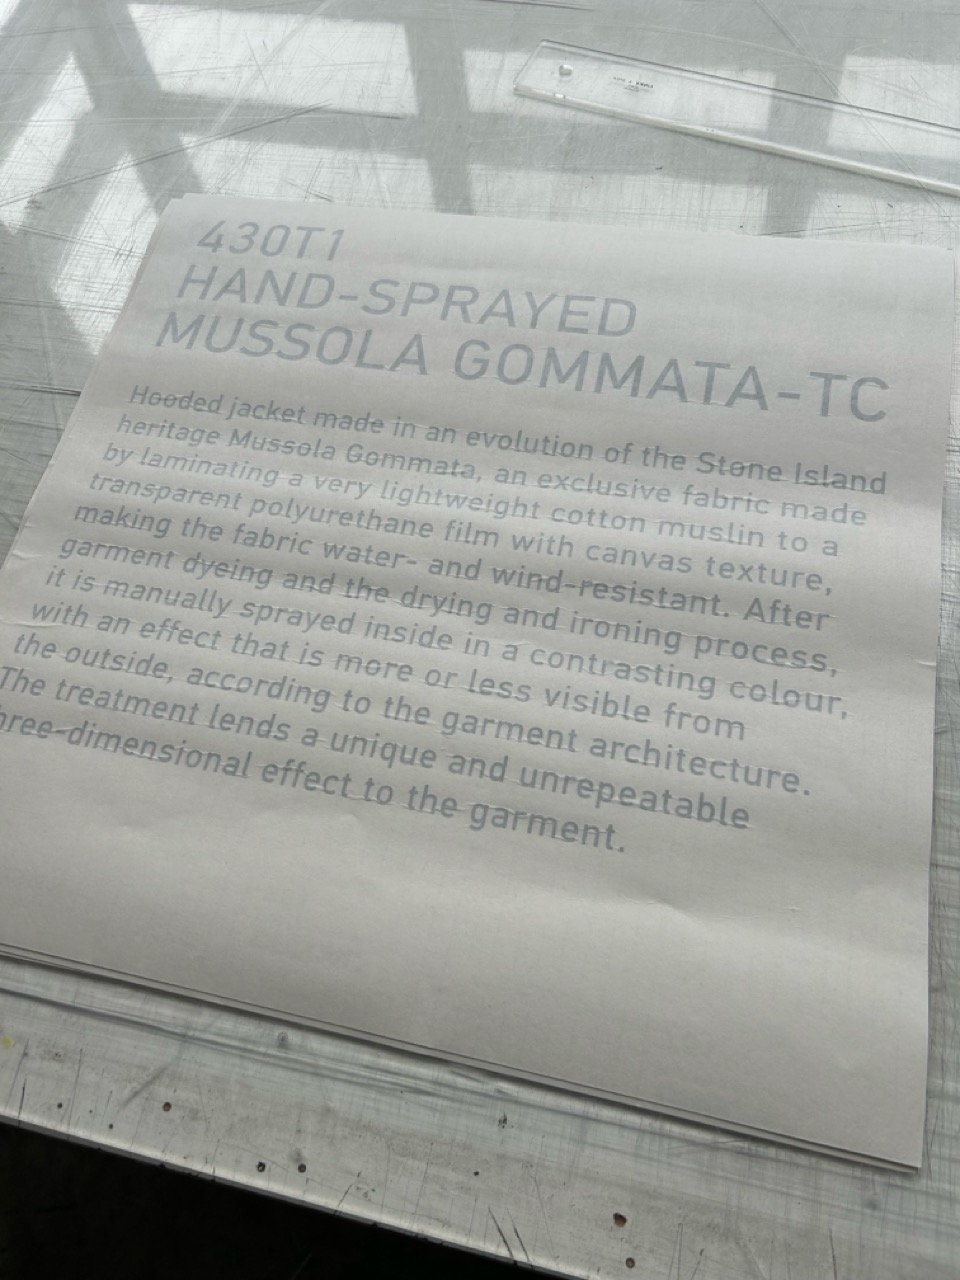 430T1
HAND-SPRAYED
MUSSOLA GOMMATA-TC
Hooded jacket made in an evolution of the Stone Island
heritage Mussola Gommata, an exclusive fabric made
by laminating a very lightweight cotton muslin to a
transparent polyurethane film with canvas texture,
making the fabric water- and wind-resistant. After
garment dyeing and the drying and ironing process,
it is manually sprayed inside in a contrasting colour,
with an effect that is more or less visible from
the outside, according to the garment architecture.
The treatment lends a unique and unrepeatable
hree-dimensional effect to the garment.